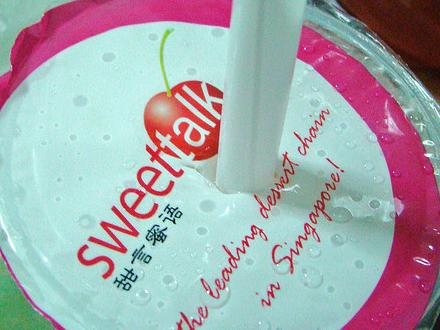 sweettalk
甜言蜜语
the leading dessert chain
in Singapore!